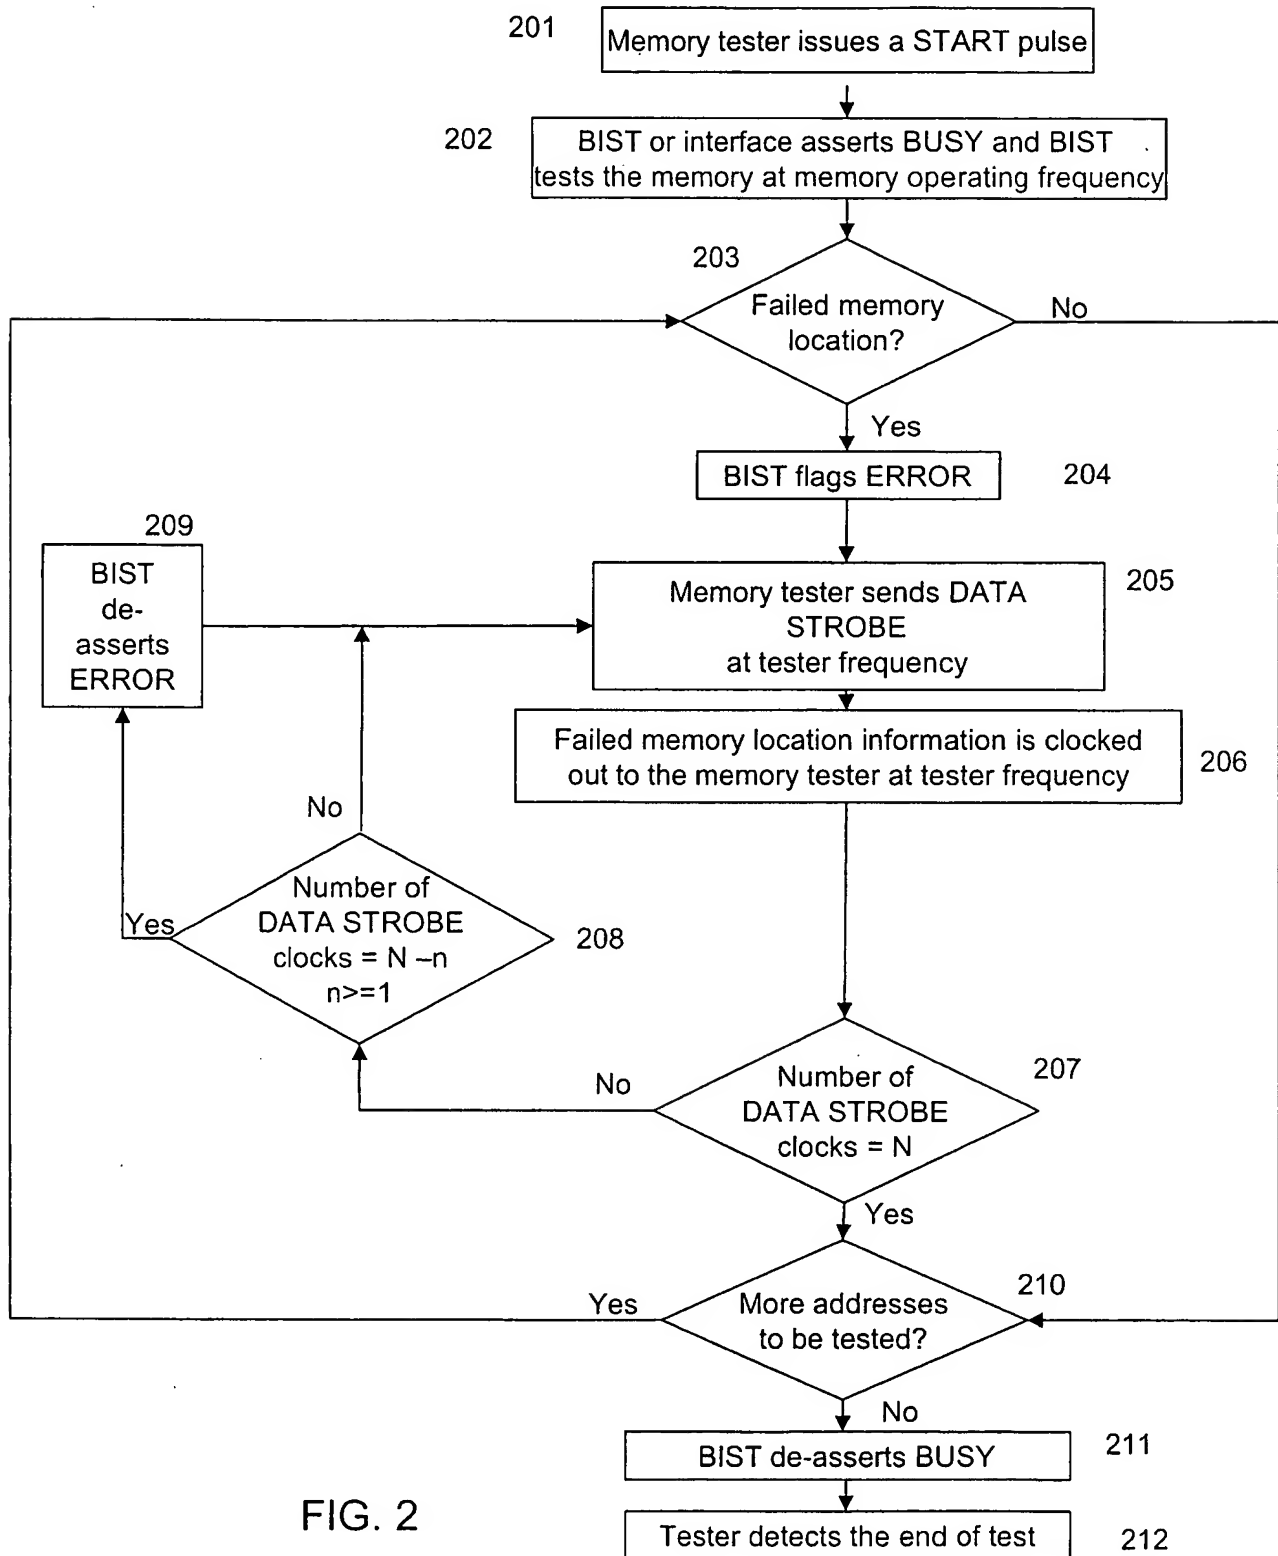 201
Memory tester issues a START pulse
202
BIST or interface asserts BUSY and BIST
tests the memory at memory operating frequency
203
Failed memory
location?
No
Yes
BIST flags ERROR
204
209
BIST
de-
asserts
ERROR
Memory tester sends DATA
STROBE
at tester frequency
205
Failed memory location information is clocked
out to the memory tester at tester frequency
206
No
Number of
DATA STROBE
clocks = N –n
n>=1
Yes
208
No
Number of
DATA STROBE
clocks = N
207
Yes
More addresses
to be tested?
210
Yes
No
BIST de-asserts BUSY
211
Tester detects the end of test
212
FIG. 2